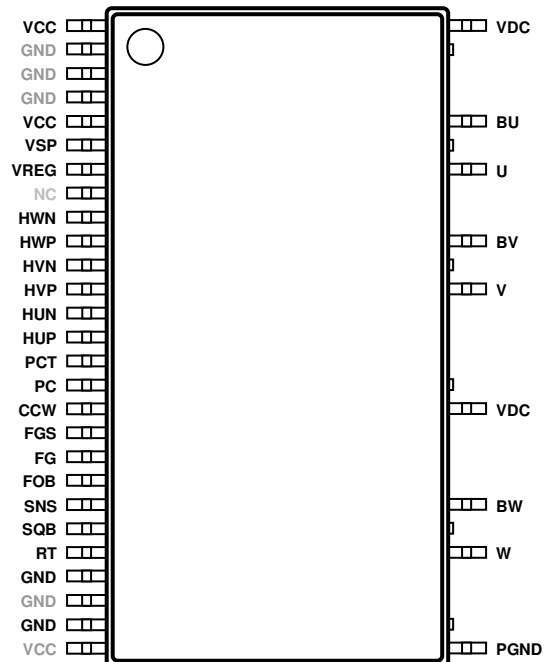 VCC
GND
GND
GND
VCC
VSP
VREG
NC
HWN
HWP
HVN
HVP
HUN
HUP
PCT
PC
CCW
FGS
FG
FOB
SNS
SQB
RT
GND
GND
GND
VCC
VDC
BU
U
BV
V
VDC
BW
W
PGND